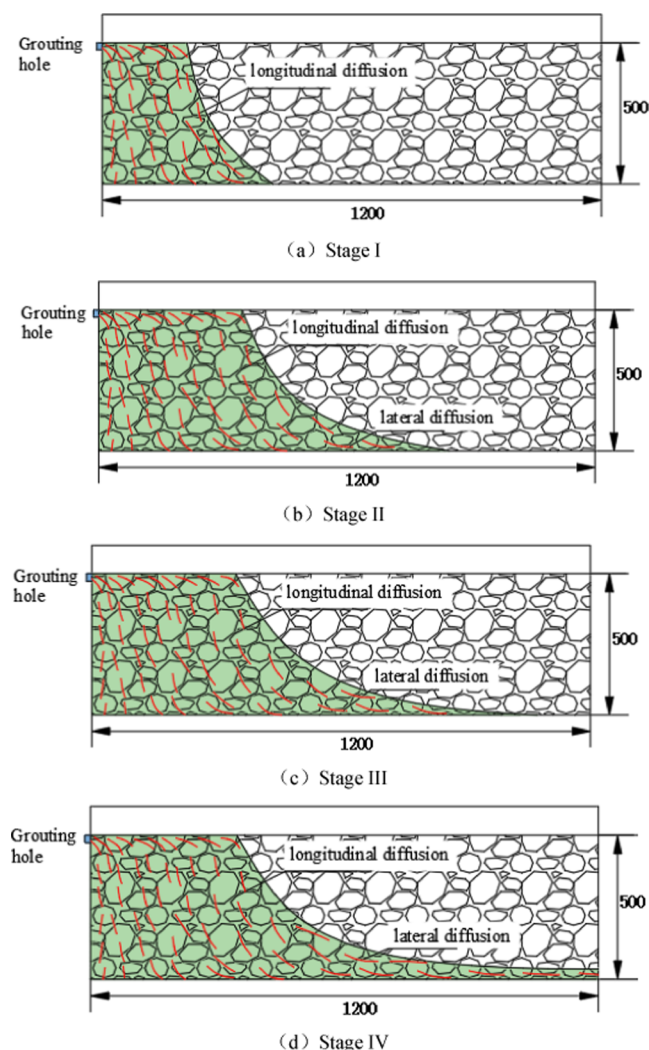 Grouting
hole
longitudinal diffusion
500
1200
（a）Stage I
Grouting
hole
longitudinal diffusion
lateral diffusion
500
1200
（b）Stage II
Grouting
hole
longitudinal diffusion
lateral diffusion
500
1200
（c）Stage III
Grouting
hole
longitudinal diffusion
lateral diffusion
500
1200
（d）Stage IV